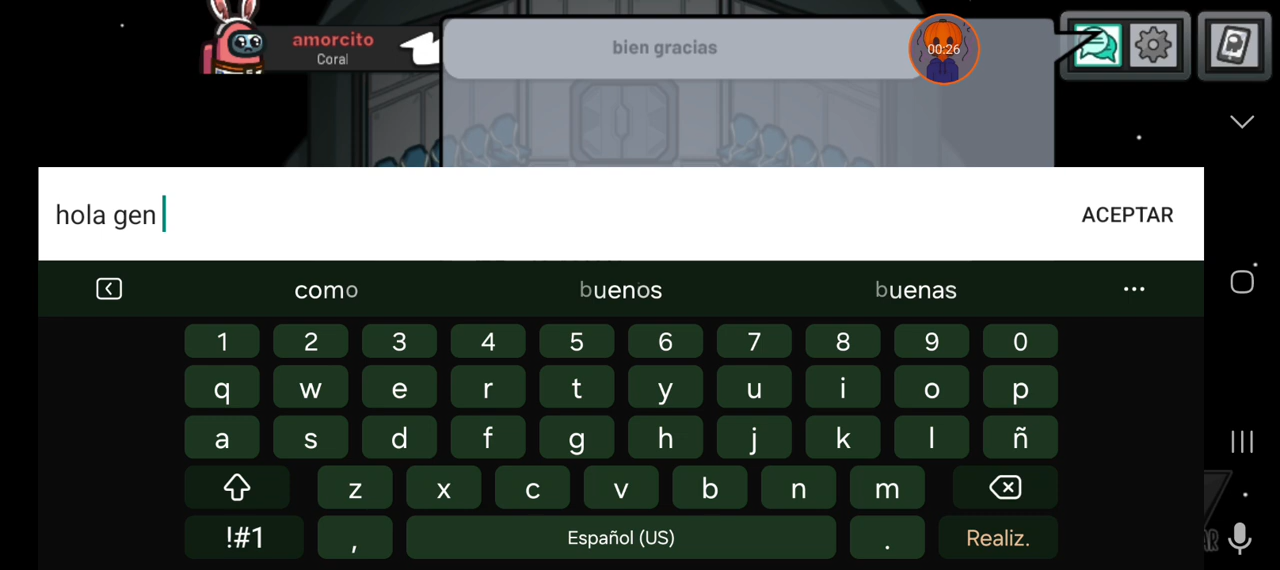 amorcito
Coral
bien gracias
00:26
hola gen
ACEPTAR
como buenos buenas ...
1 2 3 4 5 6 7 8 9 0
q w e r t y u i o p
a s d f g h j k l ñ
z x c v b n m
!#1 , Español (US) . Realiz.